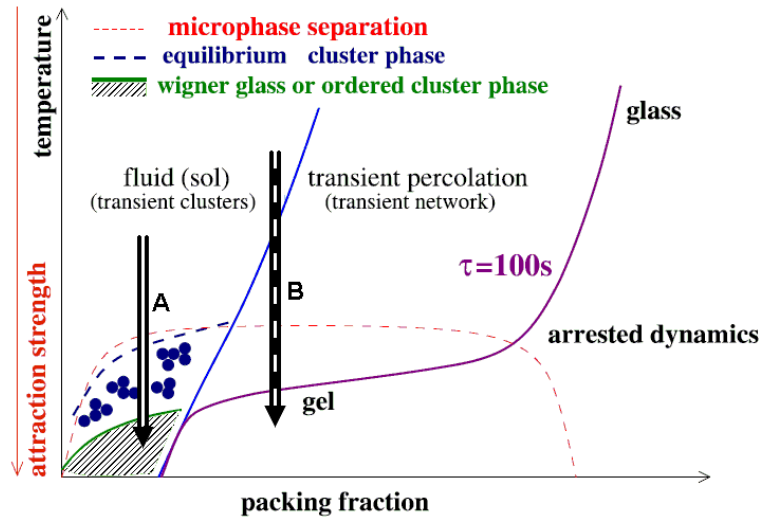 microphase separation
equilibrium cluster phase
wigner glass or ordered cluster phase
temperature
attraction strength
fluid (sol)
(transient clusters)
transient percolation
(transient network)
glass
τ=100s
A
B
arrested dynamics
gel
packing fraction